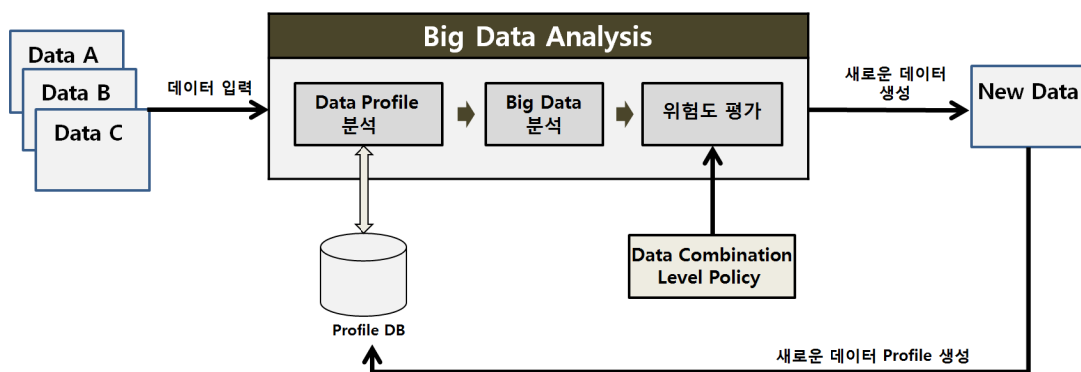 Big Data Analysis
Data A
Data B
Data C
데이터 입력
Data Profile
분석
Big Data
분석
위험도 평가
새로운 데이터
생성
New Data
Data Combination
Level Policy
Profile DB
새로운 데이터 Profile 생성